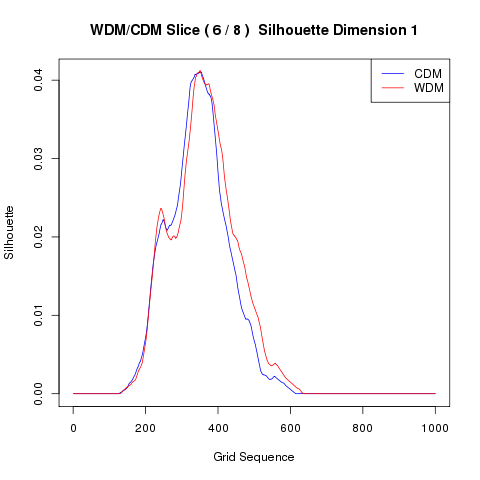 WDM/CDM Slice ( 6 / 8 ) Silhouette Dimension 1
CDM
WDM
Silhouette
0.04
0.03
0.02
0.01
0.00
0 200 400 600 800 1000
Grid Sequence